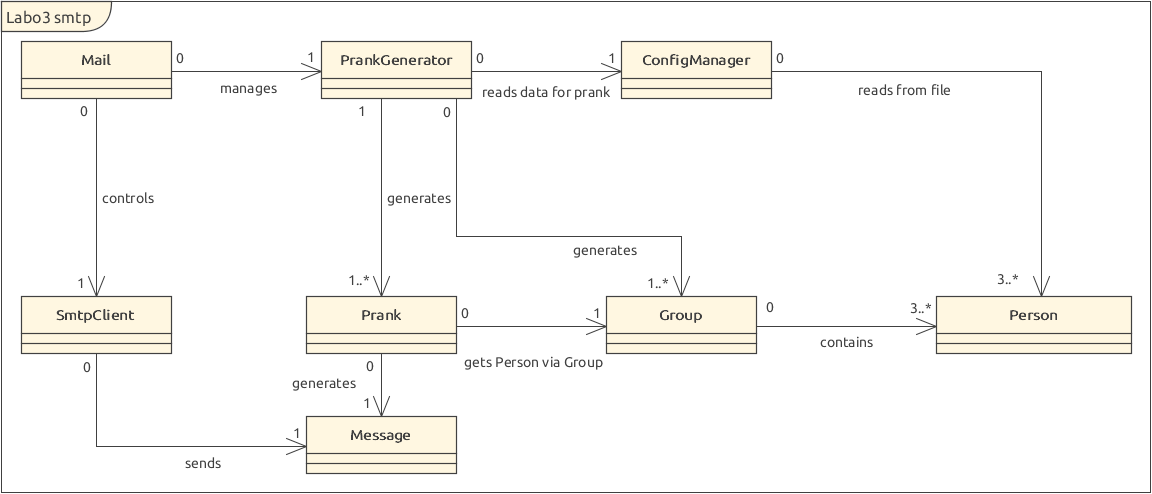 Labo3 smtp
Mail
0
1
manages
PrankGenerator
0
1
reads data for prank
ConfigManager
0
reads from file
0
1
0
controls
generates
generates
1
1..*
1..*
3..*
SmtpClient
Prank
0
1
gets Person via Group
Group
0
3..*
contains
Person
0
0
generates
1
1
sends
Message